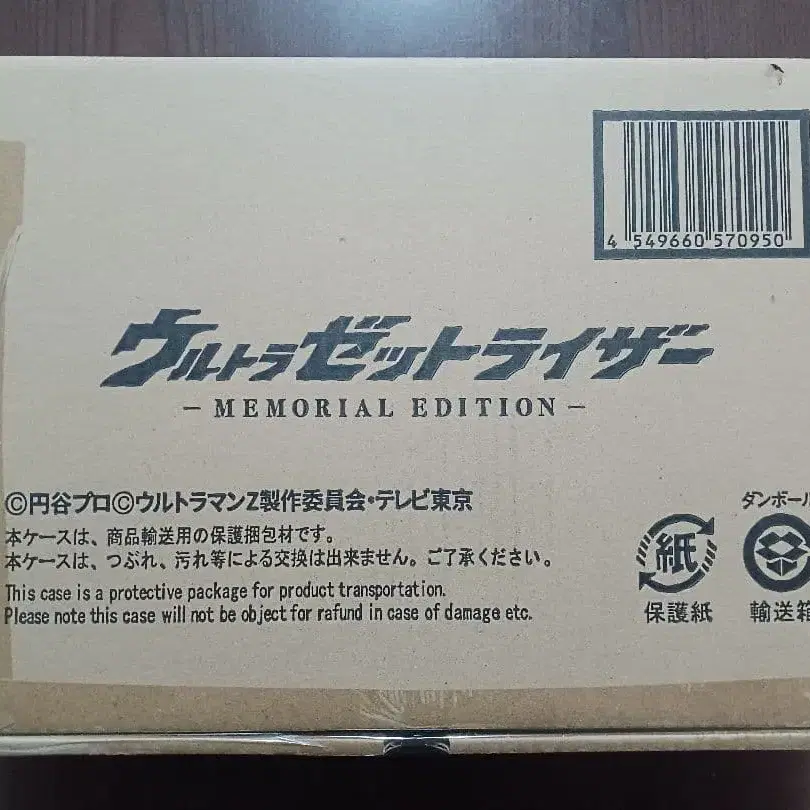 4 549660 570950
ウルトラゼットライザー
- MEMORIAL EDITION -
©円谷プロ©ウルトラマンZ製作委員会・テレビ東京
本ケースは、商品輸送用の保護梱包材です。
本ケースは、つぶれ、汚れ等による交換は出来ません。ご了承ください。
This case is a protective package for product transportation.
Please note this case will not be object for rafund in case of damage etc.
紙
保護紙
ダンボール
輸送箱